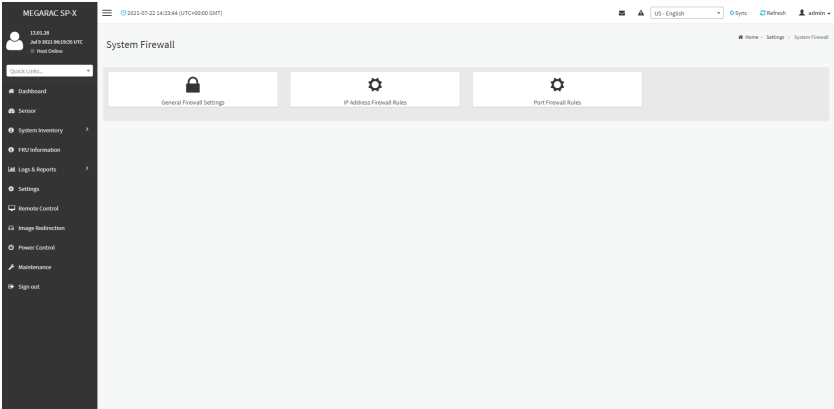 MEGARAC SP-X
2021-07-22 14:33:44 (UTC+00:00 GMT)
US - English
Sync
Refresh
admin
13.01.28
Jul 9 2021 06:19:35 UTC
Host Online
Quick Links...
Dashboard
Sensor
System Inventory
FRU Information
Logs & Reports
Settings
Remote Control
Image Redirection
Power Control
Maintenance
Sign out
System Firewall
Home > Settings > System Firewall
General Firewall Settings
IP Address Firewall Rules
Port Firewall Rules